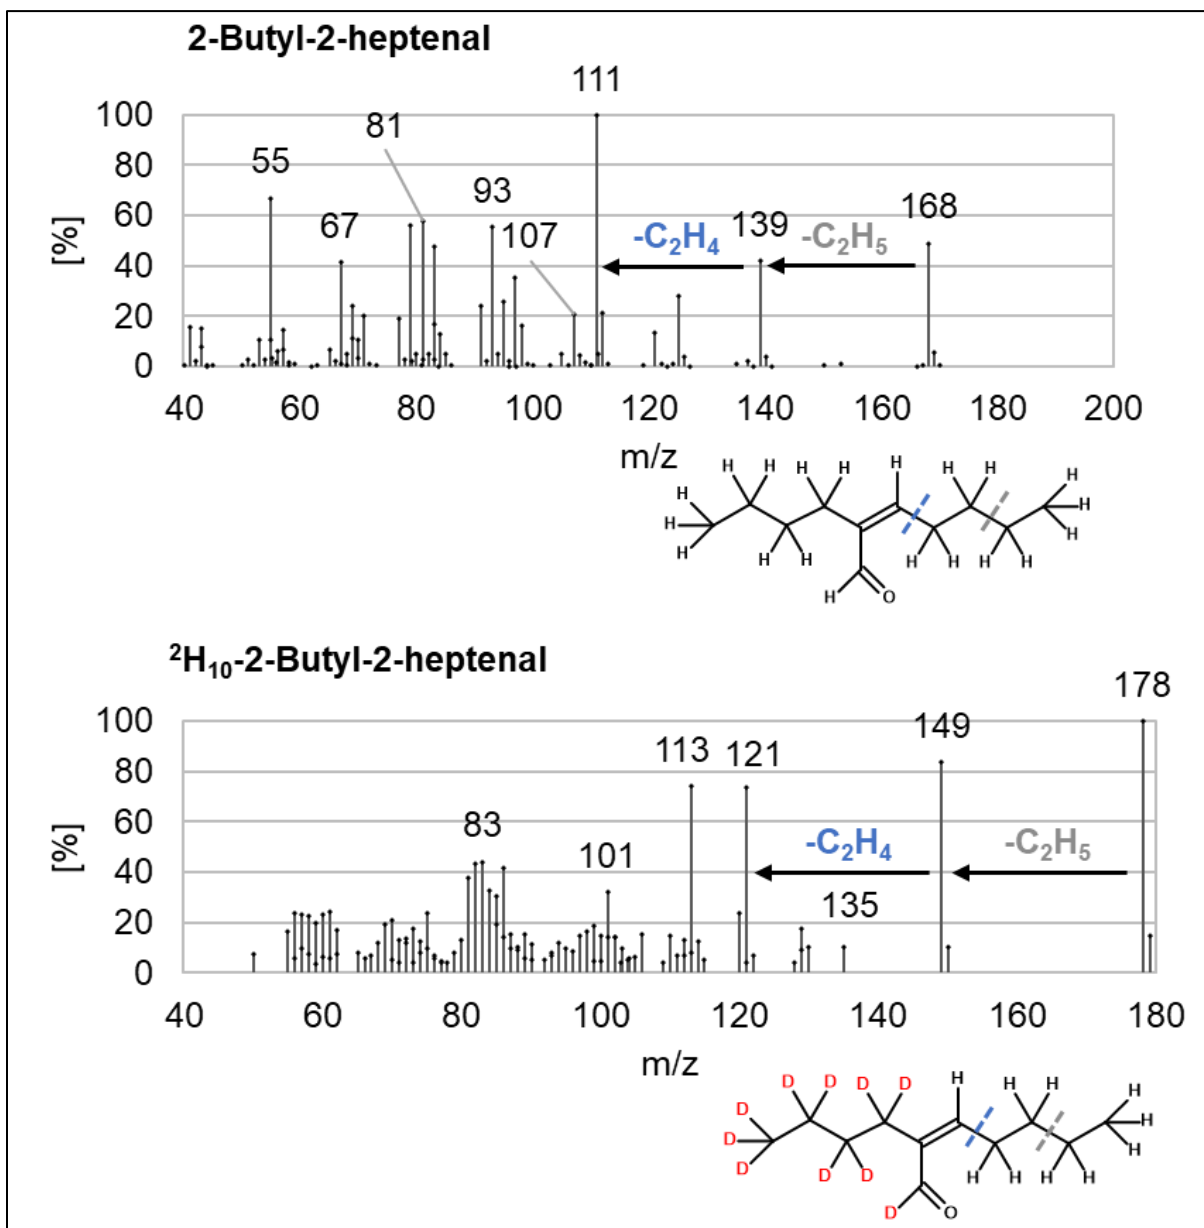 2-Butyl-2-heptenal
111
100
80
60
40
20
0
[%]
55
67
81
93
107
-C₂H₄
139
-C₂H₅
168
40 60 80 100 120 140 160 180 200
m/z
H H H H H H H
H H
H H
H H H H H H H
H O
²H₁₀-2-Butyl-2-heptenal
178
100
80
60
40
20
0
[%]
83
101
113
121
-C₂H₄
135
149
-C₂H₅
40 60 80 100 120 140 160 180
m/z
D D D D H H H
D H
D H
D D D H H H H H
D O